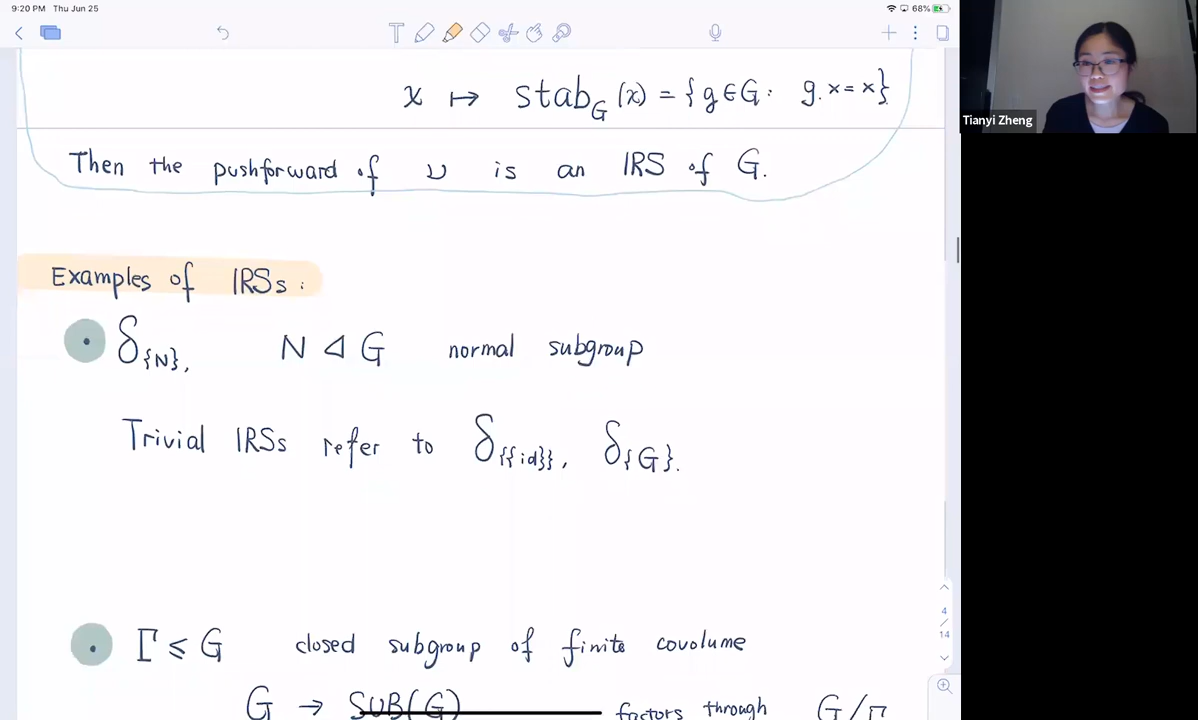 9:20 PM Thu Jun 25
68%
x ↦ stab_G (x) = {g ∈ G : g.x = x}
Tianyi Zheng
Then the pushforward of ν is an IRS of G.
Examples of IRSs :
• δ_{N}, N ◁ G normal subgroup
Trivial IRSs refer to δ_{{id}}, δ_{G}.
4
/
14
• Γ ≤ G closed subgroup of finite covolume
G → SUB(G) factors through G/Γ